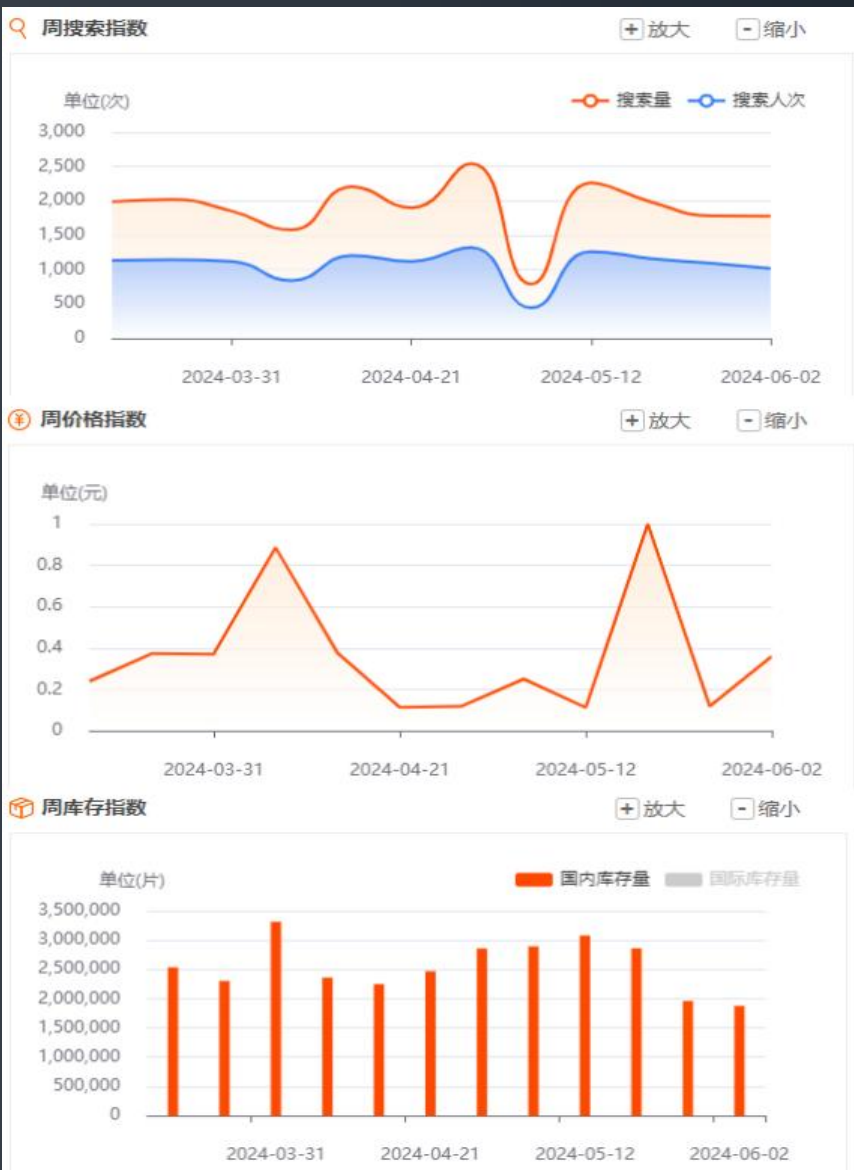 周搜索指数 + 放大 - 缩小
单位(次) 搜索量 搜索人次
3,000
2,500
2,000
1,500
1,000
500
0
2024-03-31 2024-04-21 2024-05-12 2024-06-02
周价格指数 + 放大 - 缩小
单位(元)
1
0.8
0.6
0.4
0.2
0
2024-03-31 2024-04-21 2024-05-12 2024-06-02
周库存指数 + 放大 - 缩小
单位(片) 国内库存量 国际库存量
3,500,000
3,000,000
2,500,000
2,000,000
1,500,000
1,000,000
500,000
0
2024-03-31 2024-04-21 2024-05-12 2024-06-02